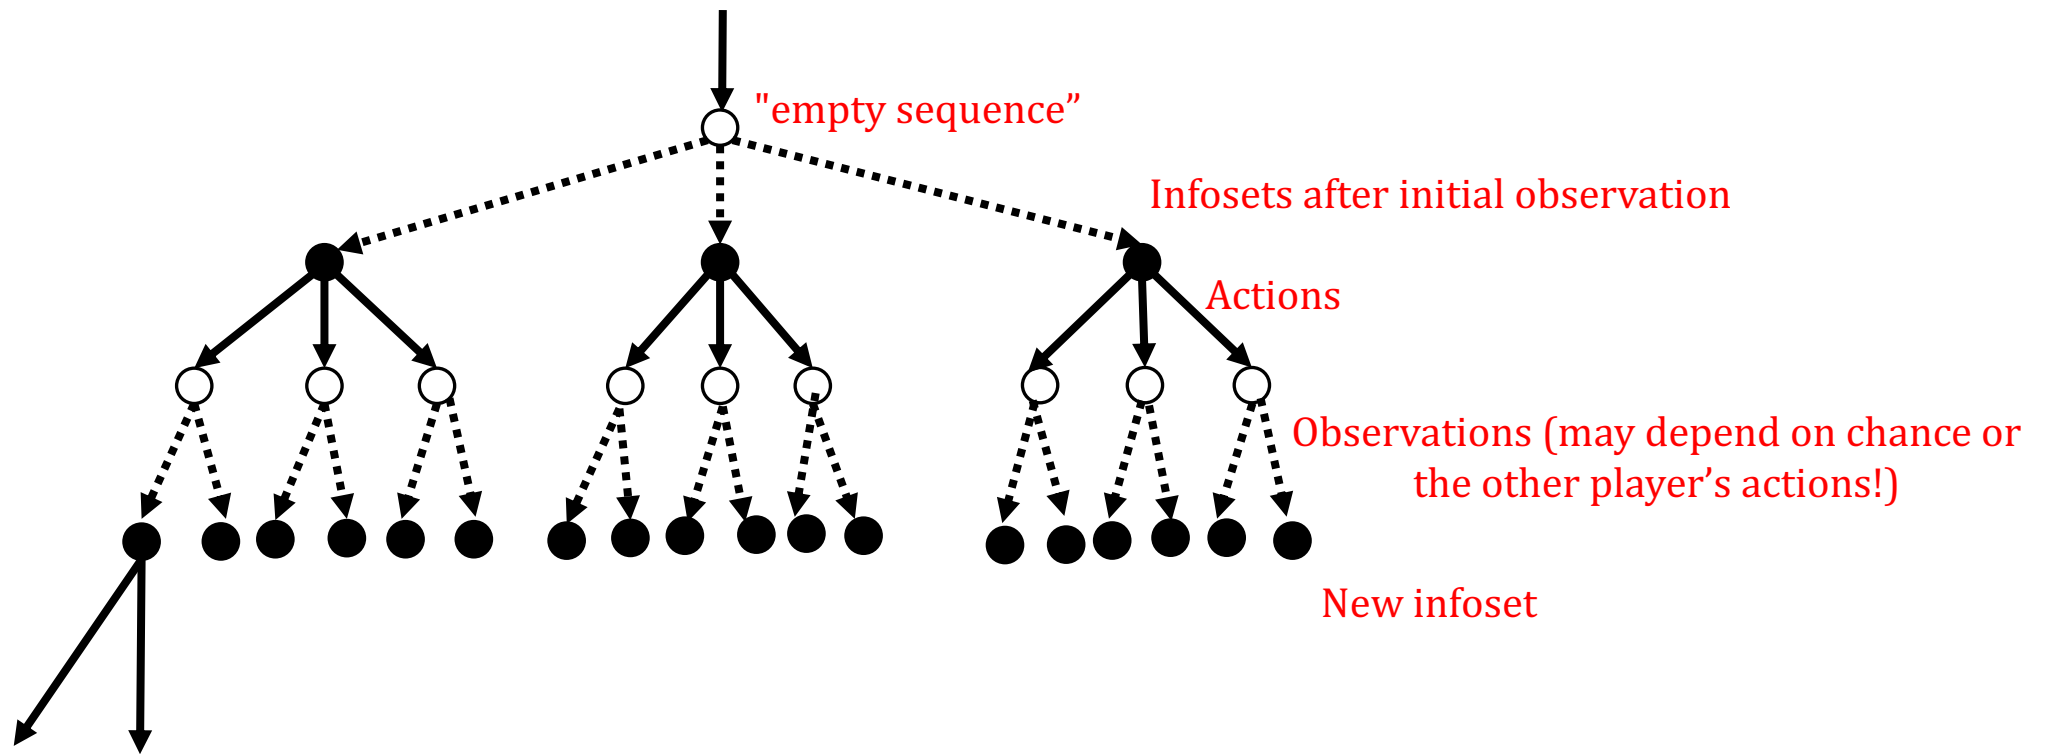 "empty sequence”
Infosets after initial observation
Actions
Observations (may depend on chance or
the other player’s actions!)
New infoset